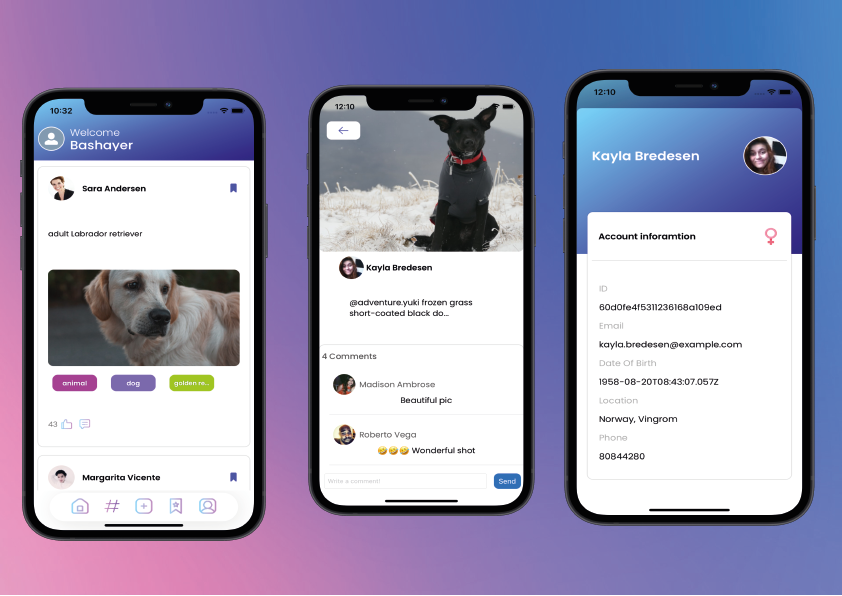 10:32
Welcome
Bashayer
Sara Andersen
adult Labrador retriever
animal
dog
golden re...
43
Margarita Vicente
12:10
Kayla Bredesen
@adventure.yuki frozen grass
short-coated black do...
4 Comments
Madison Ambrose
Beautiful pic
Roberto Vega
🤣🤣🤣 Wonderful shot
Write a comment!
Send
12:10
Kayla Bredesen
Account inforamtion
ID
60d0fe4f5311236168a109ed
Email
kayla.bredesen@example.com
Date Of Birth
1958-08-20T08:43:07.057Z
Location
Norway, Vingrom
Phone
80844280